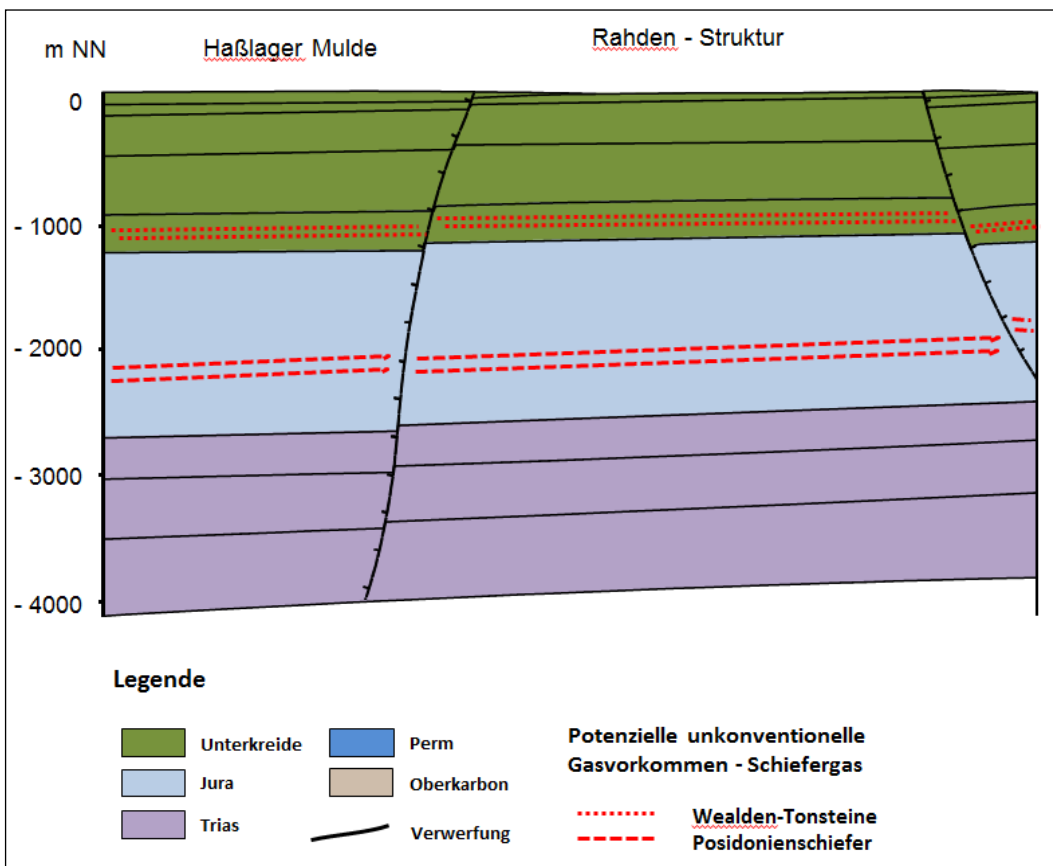 m NN
Haßlager Mulde
Rahden - Struktur
0
- 1000
- 2000
- 3000
- 4000
Legende
Unterkreide
Jura
Trias
Perm
Oberkarbon
Verwerfung
Potenzielle unkonventionelle
Gasvorkommen - Schiefergas
Wealden-Tonsteine
Posidonienschiefer